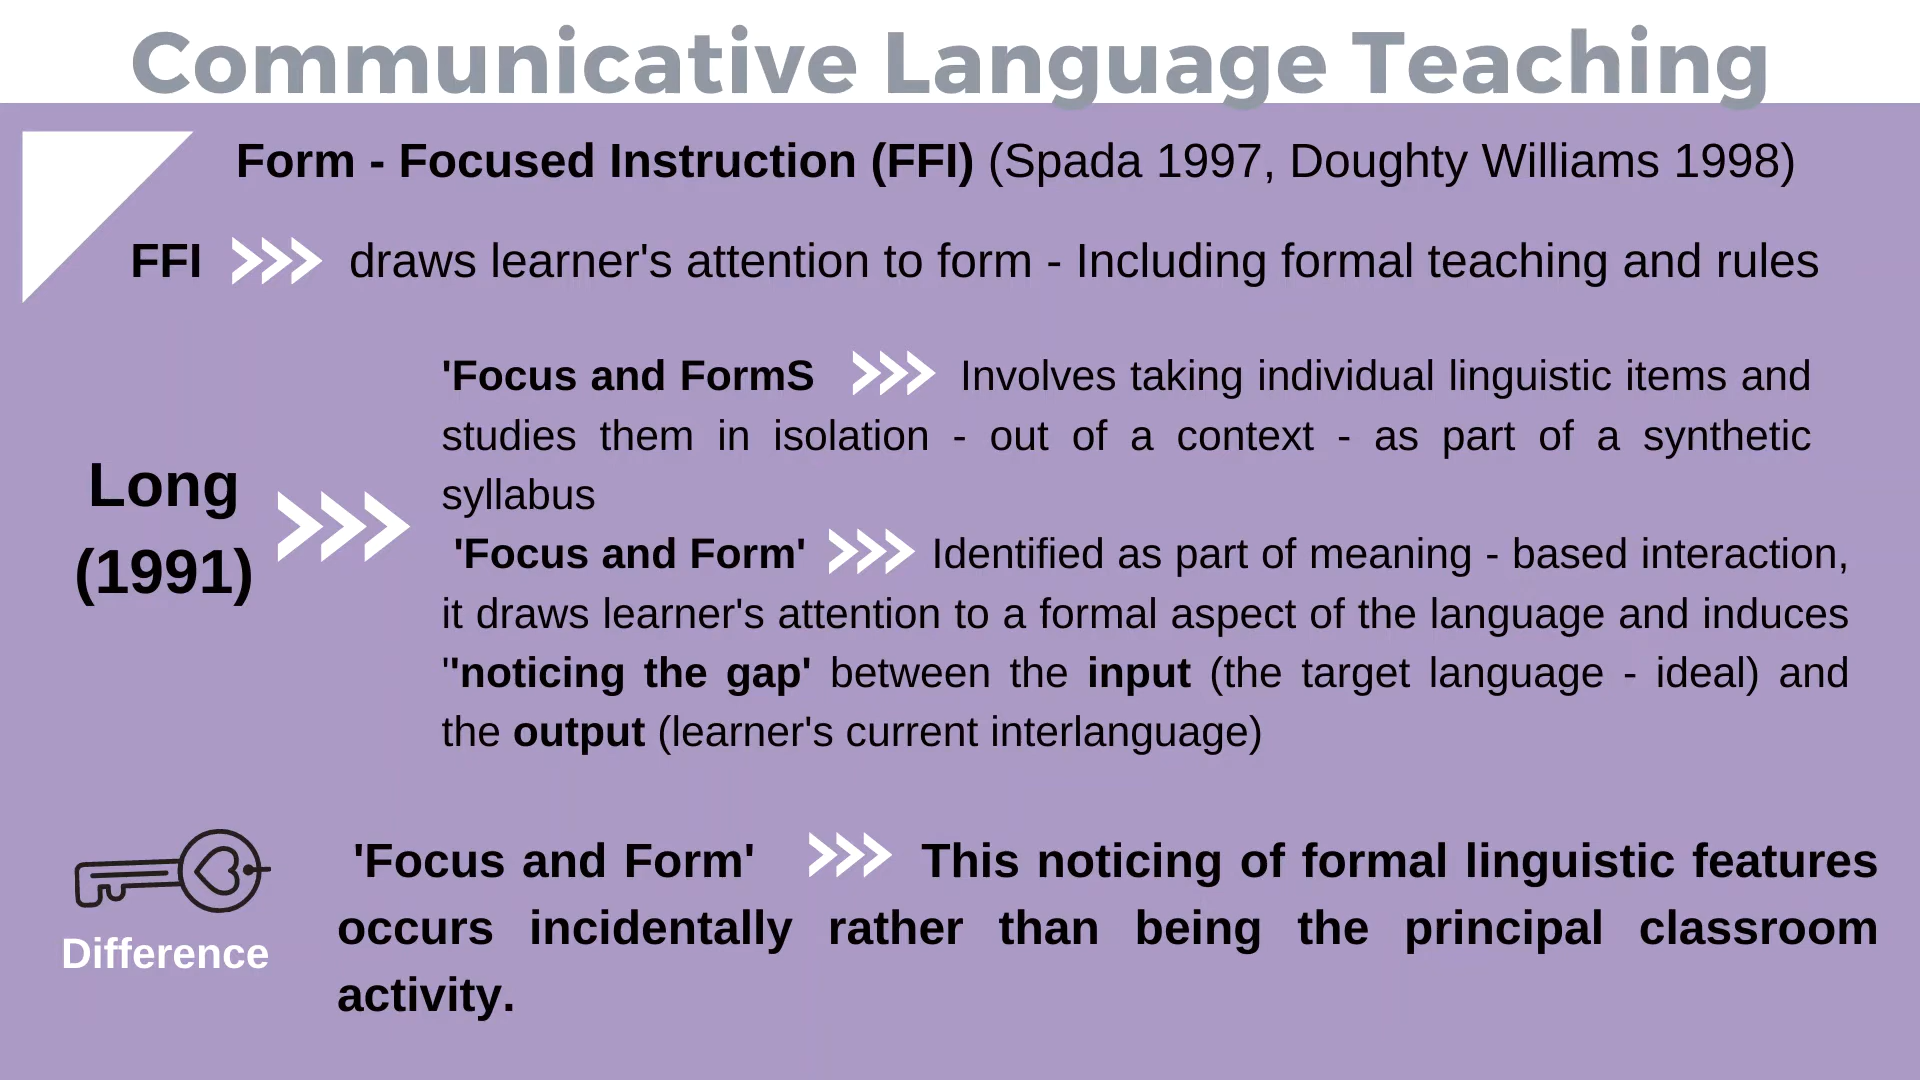 Communicative Language Teaching
Form - Focused Instruction (FFI) (Spada 1997, Doughty Williams 1998)
FFI draws learner's attention to form - Including formal teaching and rules
Long
(1991)
'Focus and FormS Involves taking individual linguistic items and
studies them in isolation - out of a context - as part of a synthetic
syllabus
'Focus and Form' Identified as part of meaning - based interaction,
it draws learner's attention to a formal aspect of the language and induces
"'noticing the gap' between the input (the target language - ideal) and
the output (learner's current interlanguage)
Difference
'Focus and Form' This noticing of formal linguistic features
occurs incidentally rather than being the principal classroom
activity.